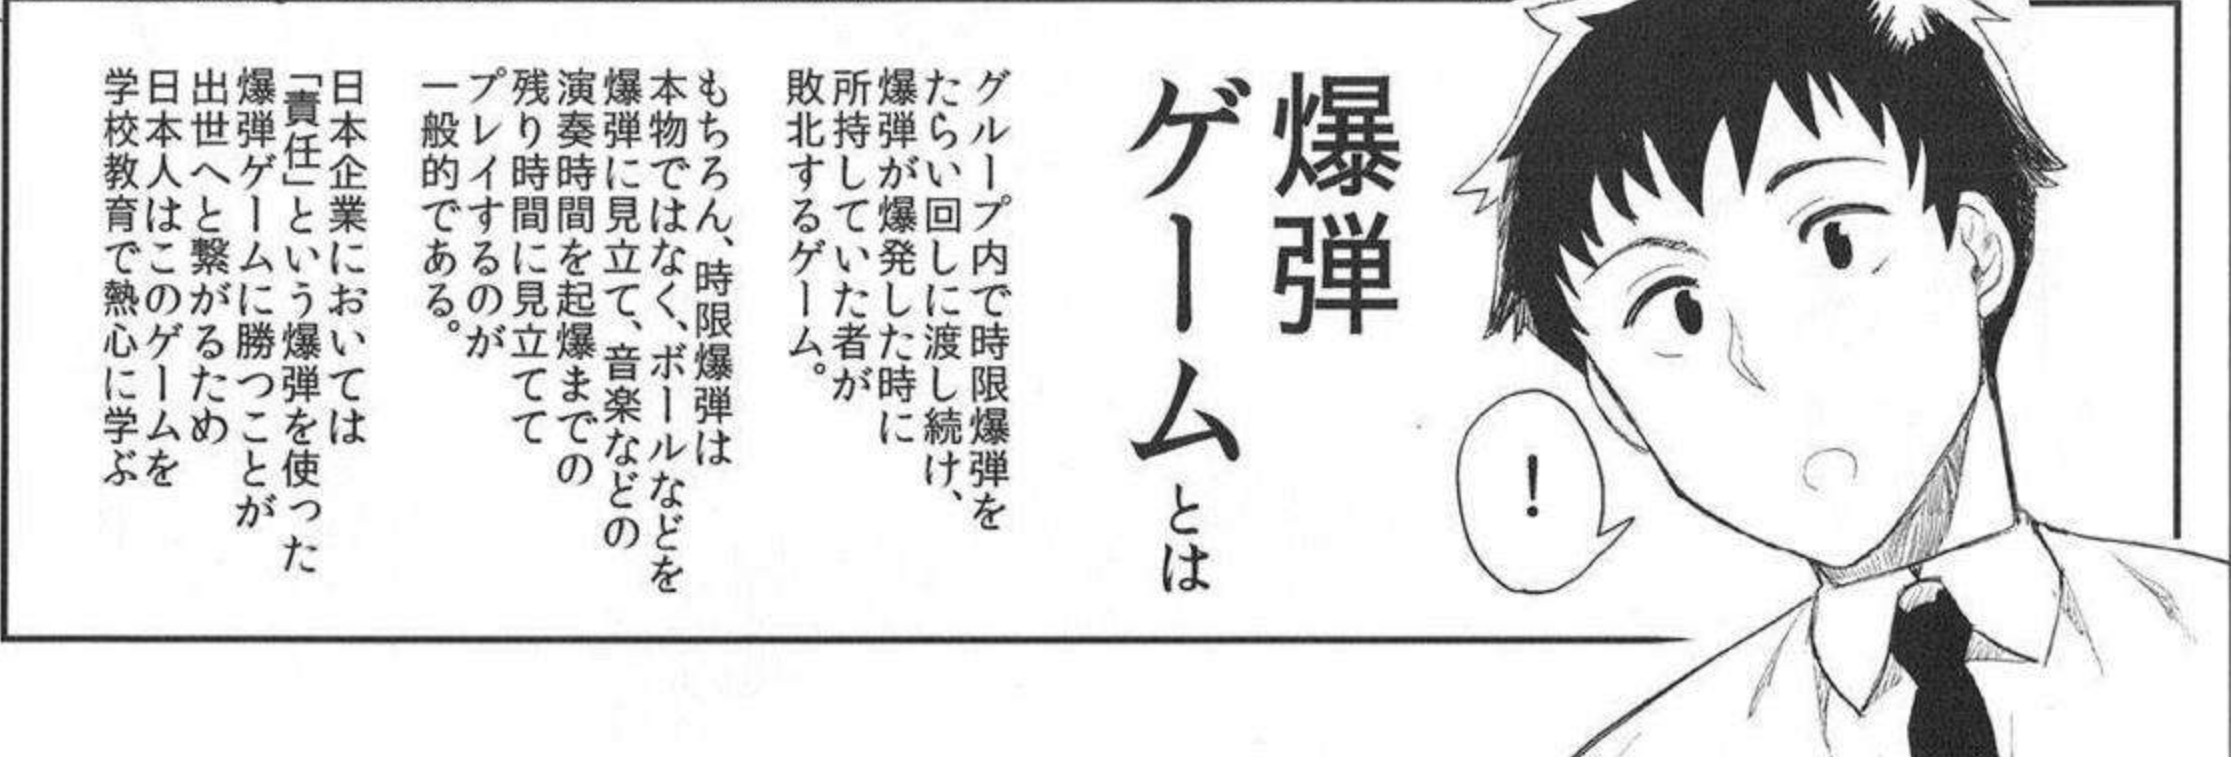 !
爆弾
ゲームとは
グループ内で時限爆弾を
たらい回しに渡し続け、
爆弾が爆発した時に
所持していた者が
敗北するゲーム。
もちろん、時限爆弾は
本物ではなく、ボールなどを
爆弾に見立て、音楽などの
演奏時間を起爆までの
残り時間に見立てて
プレイするのが
一般的である。
日本企業においては
「責任」という爆弾を使った
爆弾ゲームに勝つことが
出世へと繋がるため
日本人はこのゲームを
学校教育で熱心に学ぶ